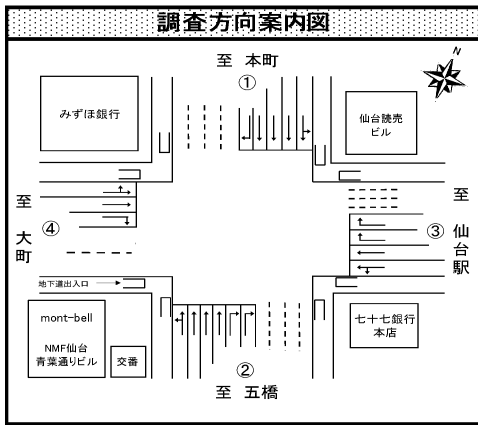 調査方向案内図
至 本町
①
N
みずほ銀行
仙台読売
ビル
至
大
町
④
至
仙
台
駅
③
地下道出入口
mont-bell
NMF仙台
青葉通りビル
交番
七十七銀行
本店
②
至 五橋